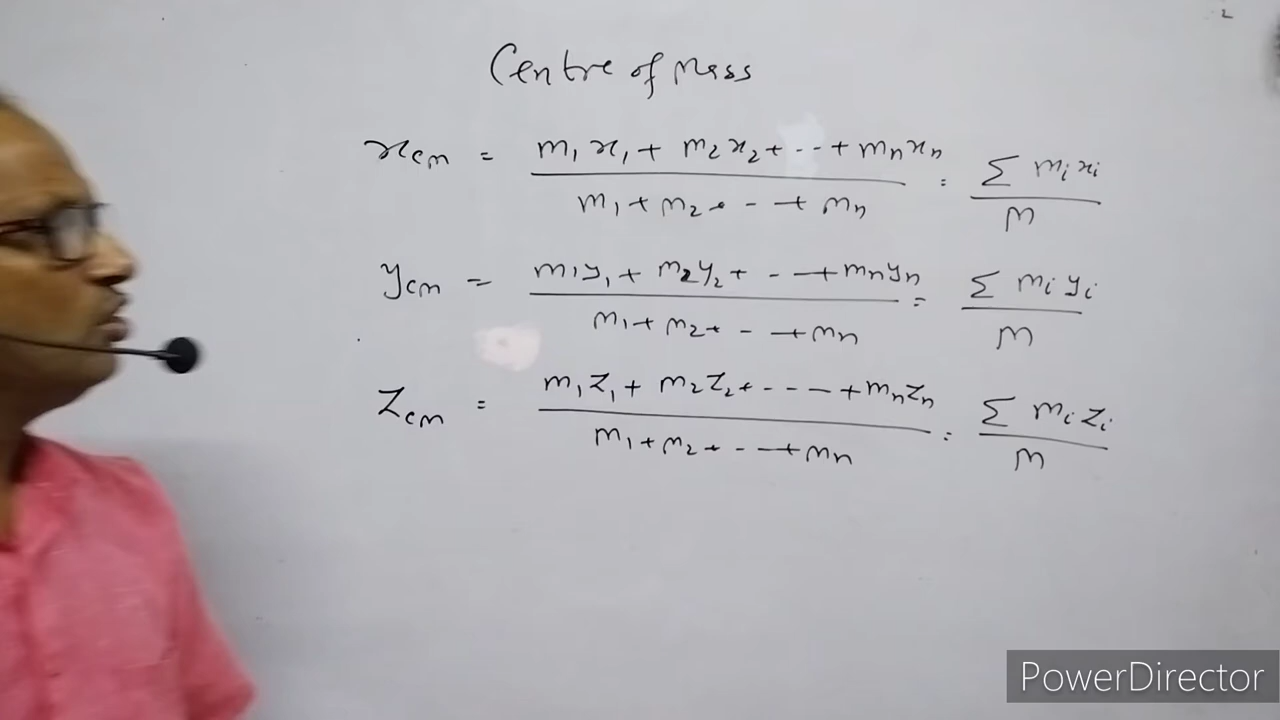 Centre of Mass
x_cm = (m₁x₁ + m₂x₂ + --- + mₙxₙ) / (m₁ + m₂ + - - + mₙ) = Σ mᵢxᵢ / M
y_cm = (m₁y₁ + m₂y₂ + - - + mₙyₙ) / (m₁ + m₂ + - - + mₙ) = Σ mᵢyᵢ / M
z_cm = (m₁z₁ + m₂z₂ + - - - - + mₙzₙ) / (m₁ + m₂ + - - - + mₙ) = Σ mᵢzᵢ / M
PowerDirector